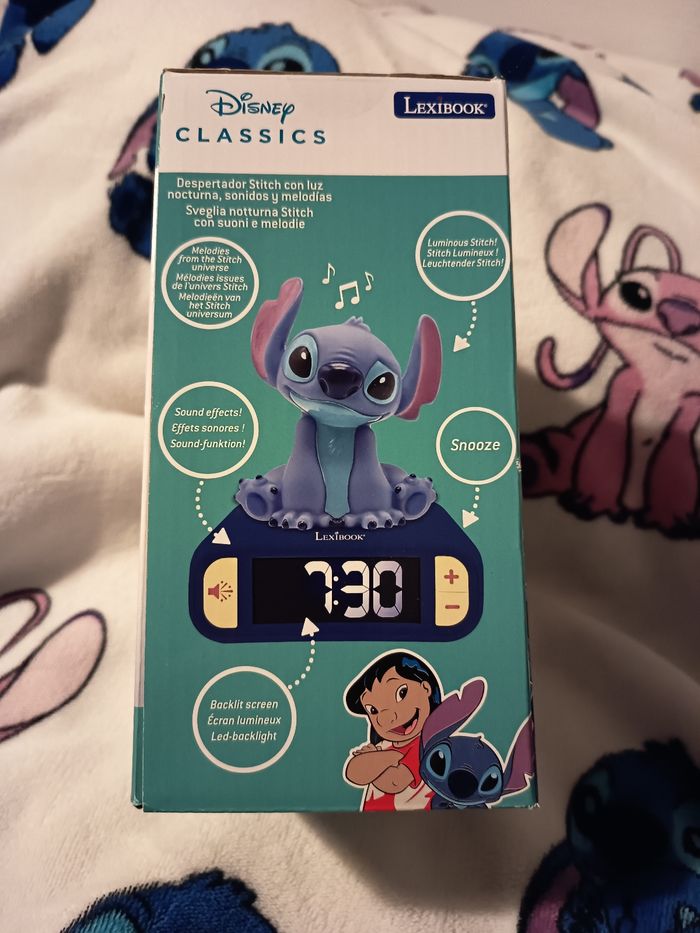 Disney
CLASSICS
LEXIBOOK®
Despertador Stitch con luz
nocturna, sonidos y melodías
Sveglia notturna Stitch
con suoni e melodie
Melodies
from the Stitch
universe
Mélodies issues
de l'univers Stitch
Melodieën van
het Stitch
universum
Luminous Stitch!
Stitch Lumineux !
Leuchtender Stitch!
Sound effects!
Effets sonores !
Sound-funktion!
Snooze
LEXIBOOK®
7:30
+
−
Backlit screen
Écran lumineux
Led-backlight